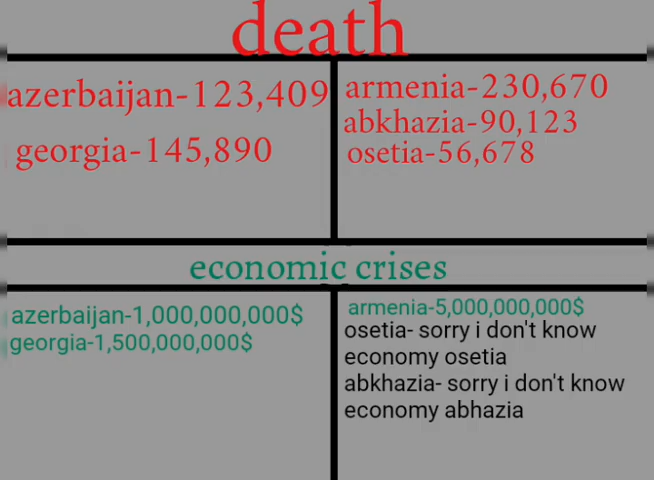 death
azerbaijan-123,409
georgia-145,890
armenia-230,670
abkhazia-90,123
osetia-56,678
economic crises
azerbaijan-1,000,000,000$
georgia-1,500,000,000$
armenia-5,000,000,000$
osetia- sorry i don't know
economy osetia
abkhazia- sorry i don't know
economy abhazia